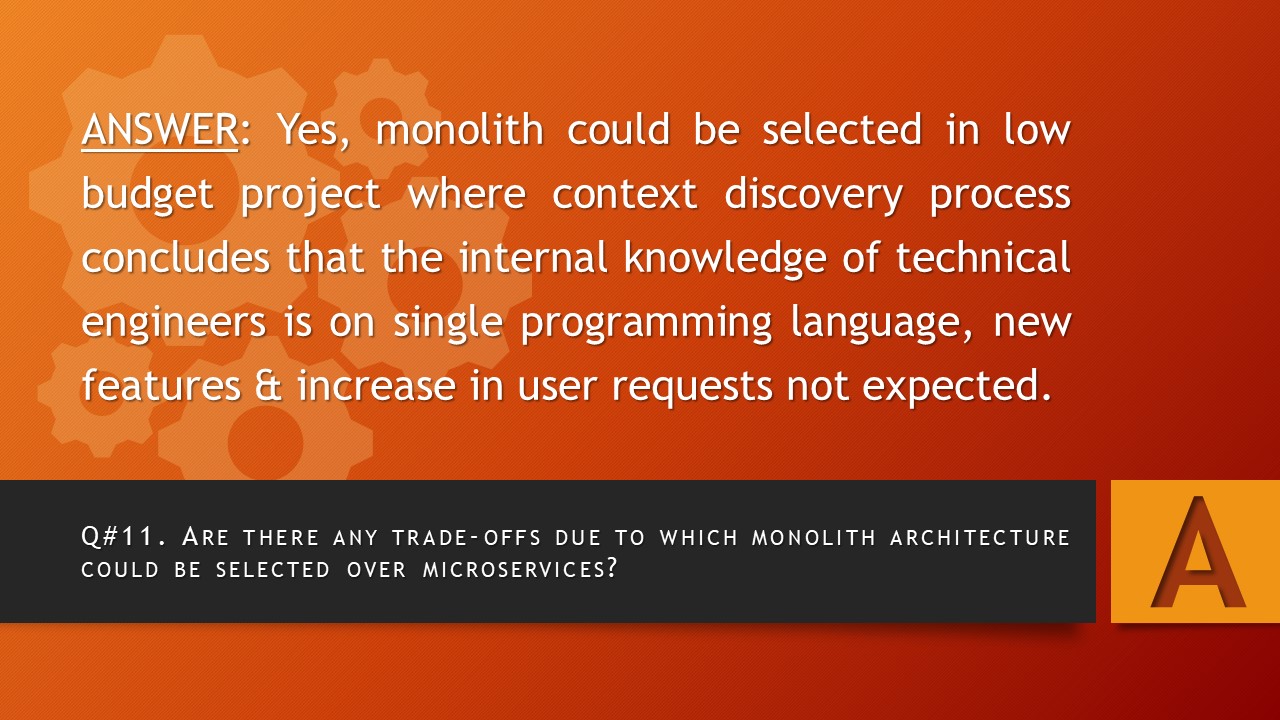 ANSWER: Yes, monolith could be selected in low
budget project where context discovery process
concludes that the internal knowledge of technical
engineers is on single programming language, new
features & increase in user requests not expected.
Q#11. Are there any trade-offs due to which monolith architecture
could be selected over microservices?
A